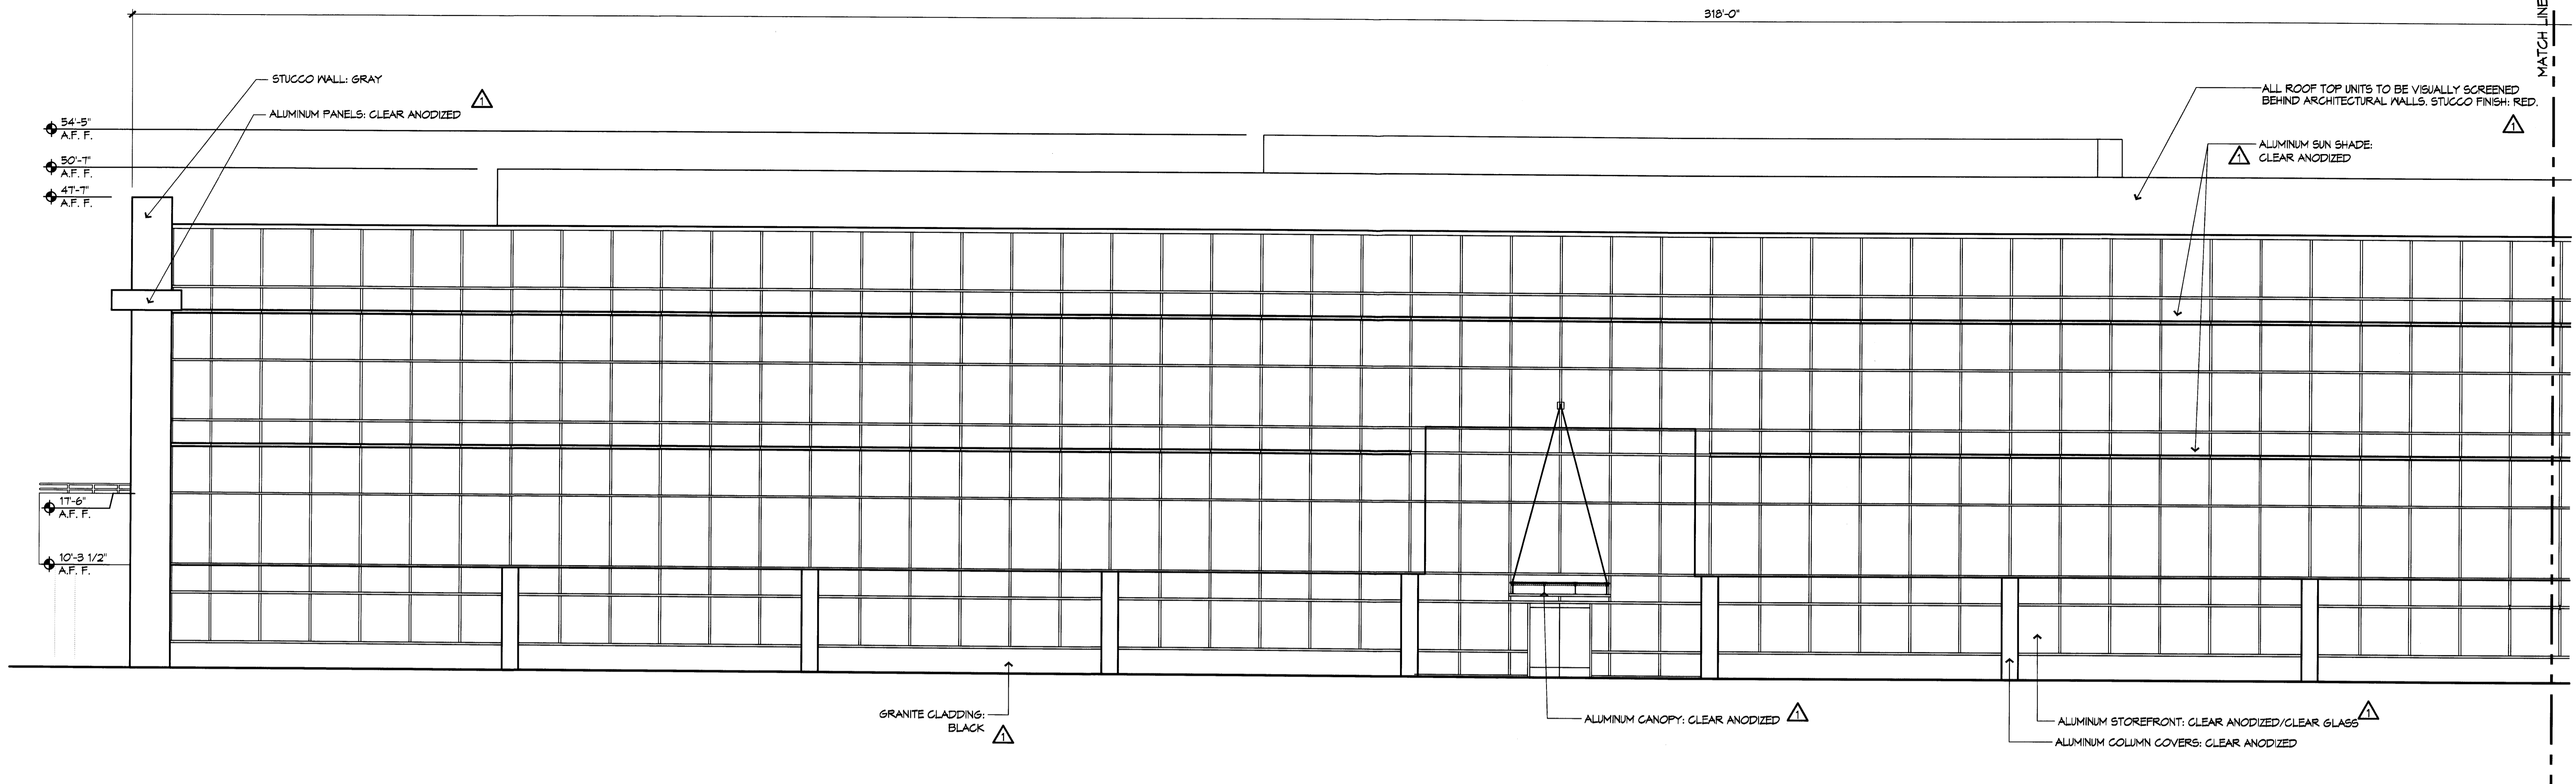 318'-0"
MATCH LINE
STUCCO WALL: GRAY
ALUMINUM PANELS: CLEAR ANODIZED
1
ALL ROOF TOP UNITS TO BE VISUALLY SCREENED
BEHIND ARCHITECTURAL WALLS. STUCCO FINISH: RED.
1
ALUMINUM SUN SHADE:
CLEAR ANODIZED
1
54'-5"
A.F. F.
50'-7"
A.F. F.
47'-7"
A.F. F.
17'-6"
A.F. F.
10'-3 1/2"
A.F. F.
GRANITE CLADDING:
BLACK
1
ALUMINUM CANOPY: CLEAR ANODIZED
1
ALUMINUM STOREFRONT: CLEAR ANODIZED/CLEAR GLASS
1
ALUMINUM COLUMN COVERS: CLEAR ANODIZED